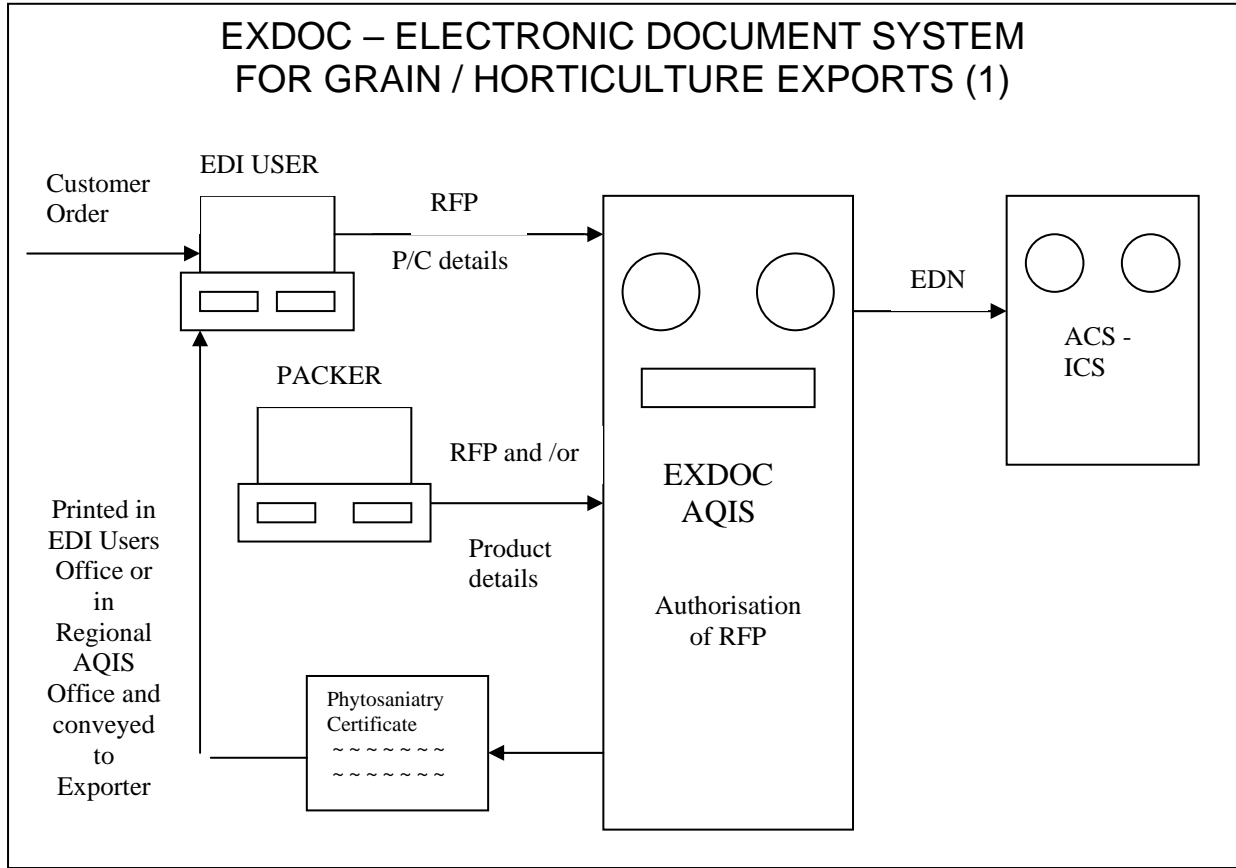 EXDOC – ELECTRONIC DOCUMENT SYSTEM
FOR GRAIN / HORTICULTURE EXPORTS (1)
Customer
Order
EDI USER
RFP
P/C details
EDN
ACS -
ICS
PACKER
RFP and /or
Product
details
EXDOC
AQIS
Authorisation
of RFP
Printed in
EDI Users
Office or
in
Regional
AQIS
Office and
conveyed
to
Exporter
Phytosaniatry
Certificate
~ ~ ~ ~ ~ ~ ~
~ ~ ~ ~ ~ ~ ~